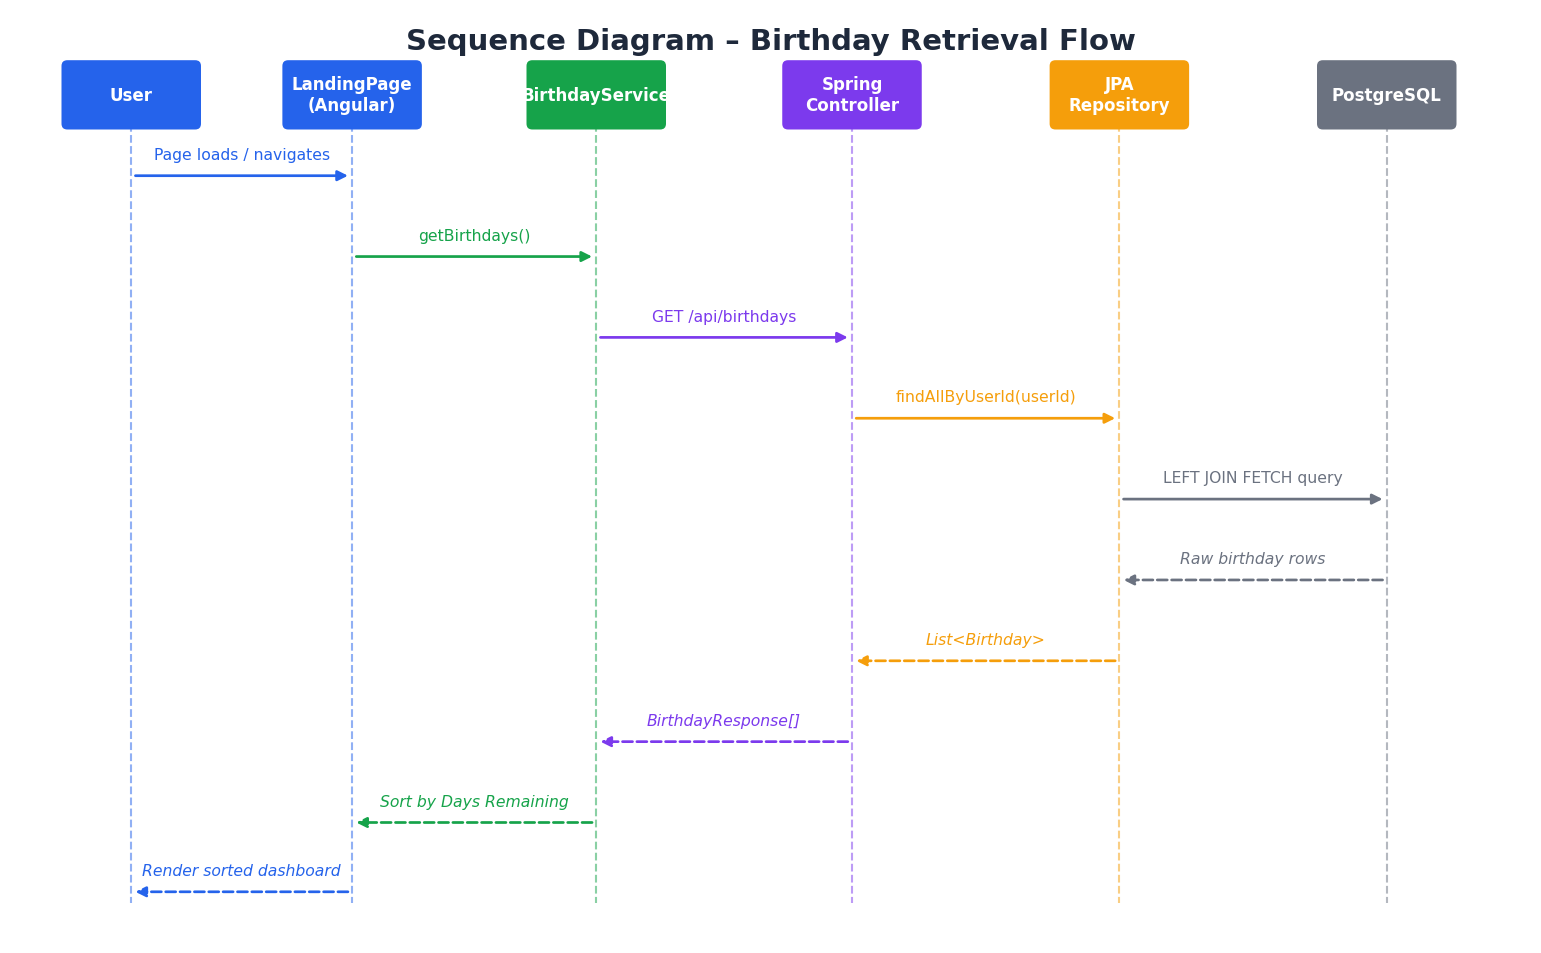 Sequence Diagram – Birthday Retrieval Flow
User
LandingPage
(Angular)
BirthdayService
Spring
Controller
JPA
Repository
PostgreSQL
Page loads / navigates
getBirthdays()
GET /api/birthdays
findAllByUserId(userId)
LEFT JOIN FETCH query
Raw birthday rows
List<Birthday>
BirthdayResponse[]
Sort by Days Remaining
Render sorted dashboard